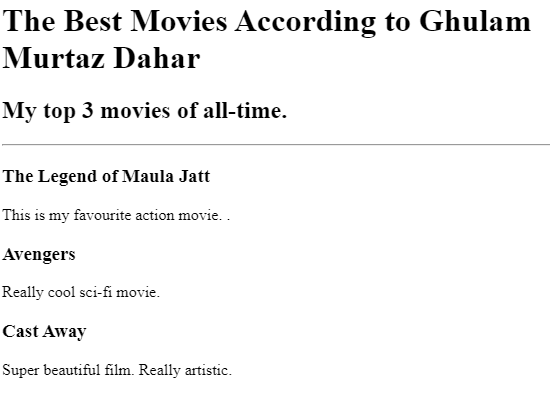 The Best Movies According to Ghulam
Murtaz Dahar
My top 3 movies of all-time.
The Legend of Maula Jatt
This is my favourite action movie. .
Avengers
Really cool sci-fi movie.
Cast Away
Super beautiful film. Really artistic.